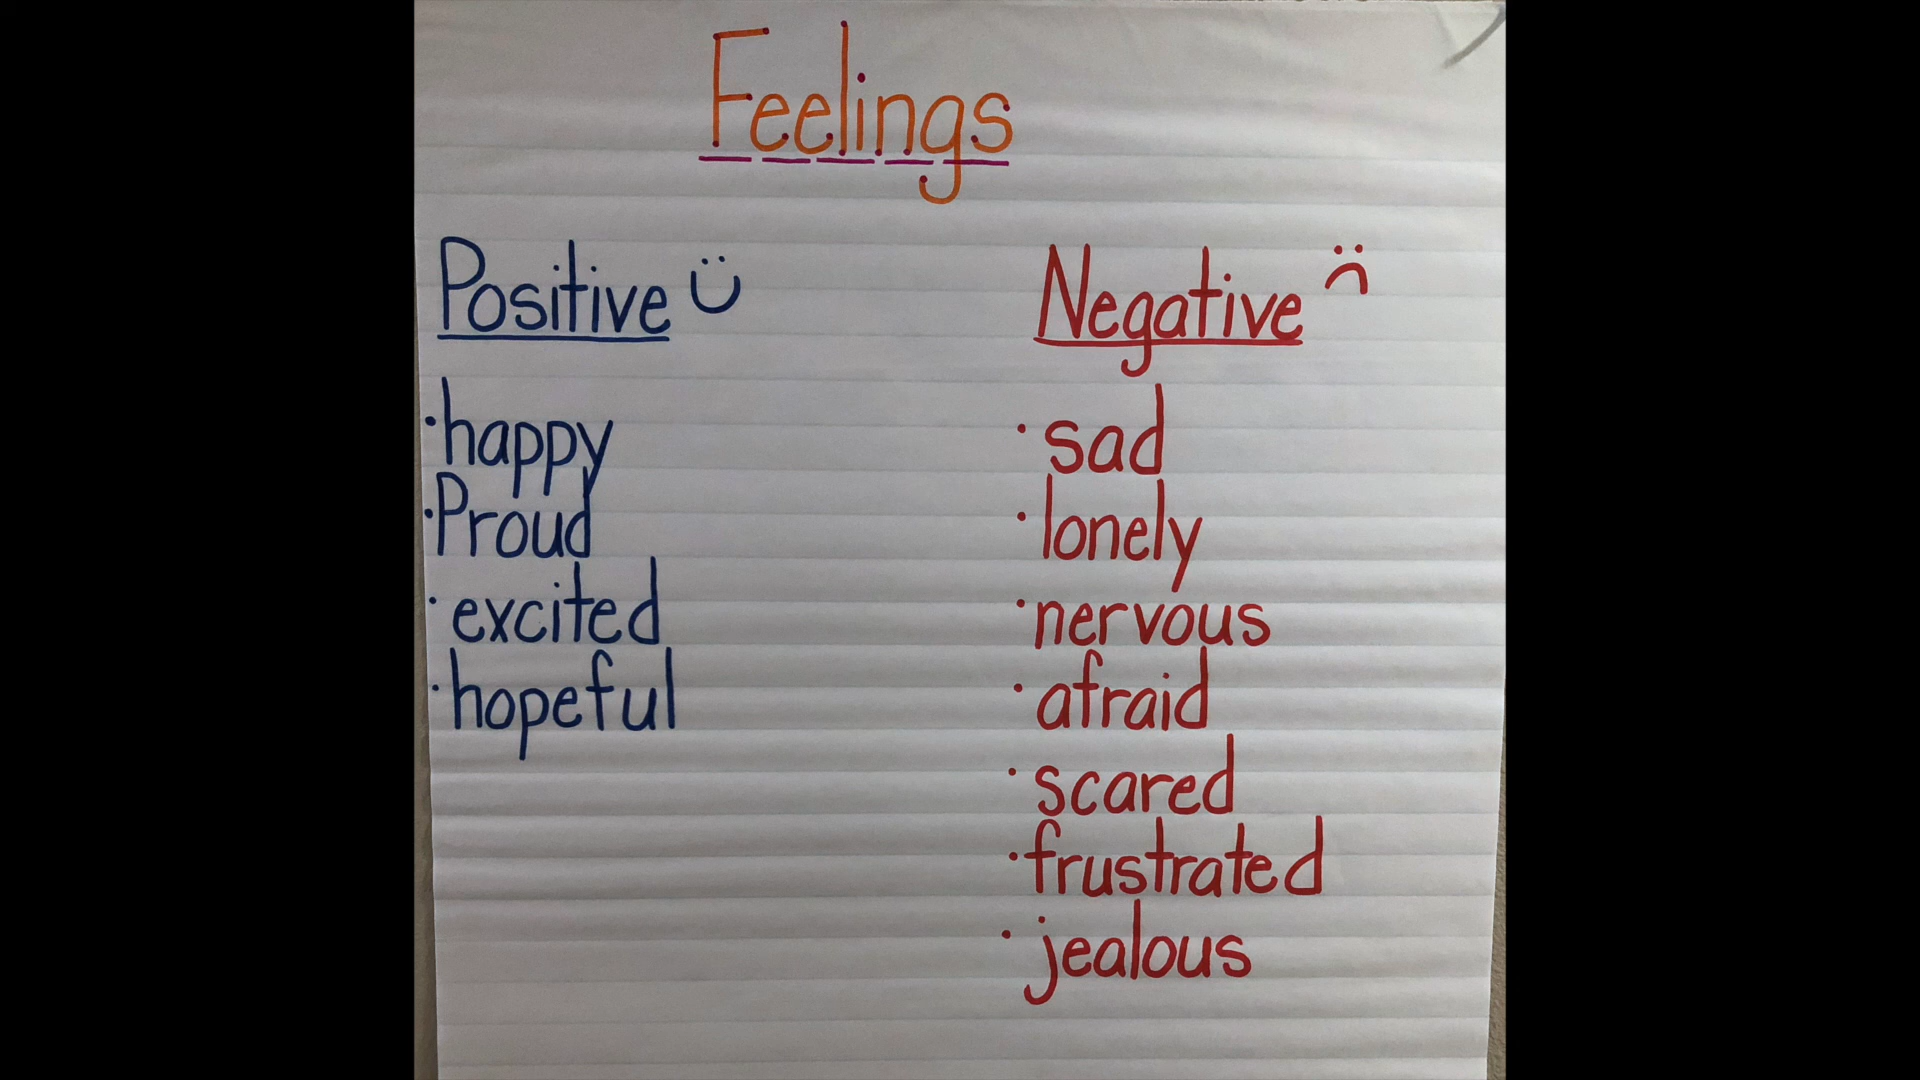 Feelings
Positive
·happy
·Proud
·excited
·hopeful
Negative
·sad
·lonely
·nervous
·afraid
·scared
·frustrated
·jealous